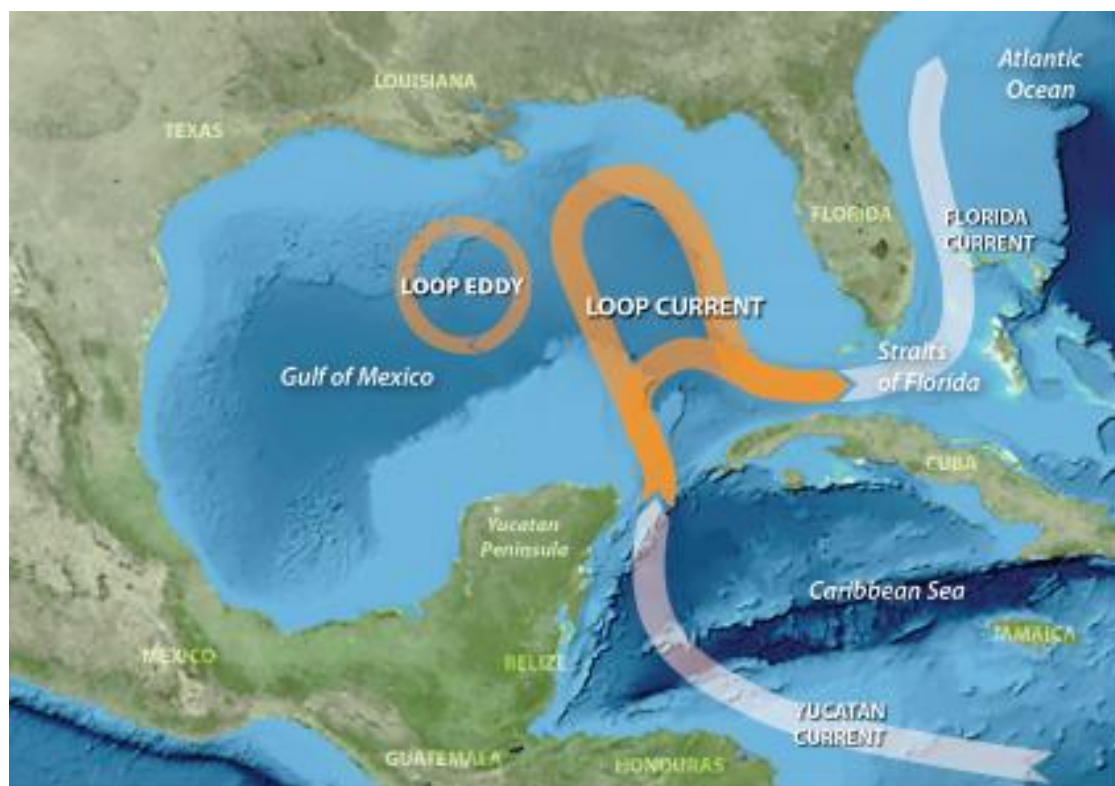 Atlantic
Ocean
LOUISIANA
TEXAS
FLORIDA
FLORIDA
CURRENT
LOOP EDDY
LOOP CURRENT
Straits
of Florida
Gulf of Mexico
CUBA
Yucatan
Peninsula
Caribbean Sea
JAMAICA
MEXICO
BELIZE
YUCATAN
CURRENT
GUATEMALA
HONDURAS